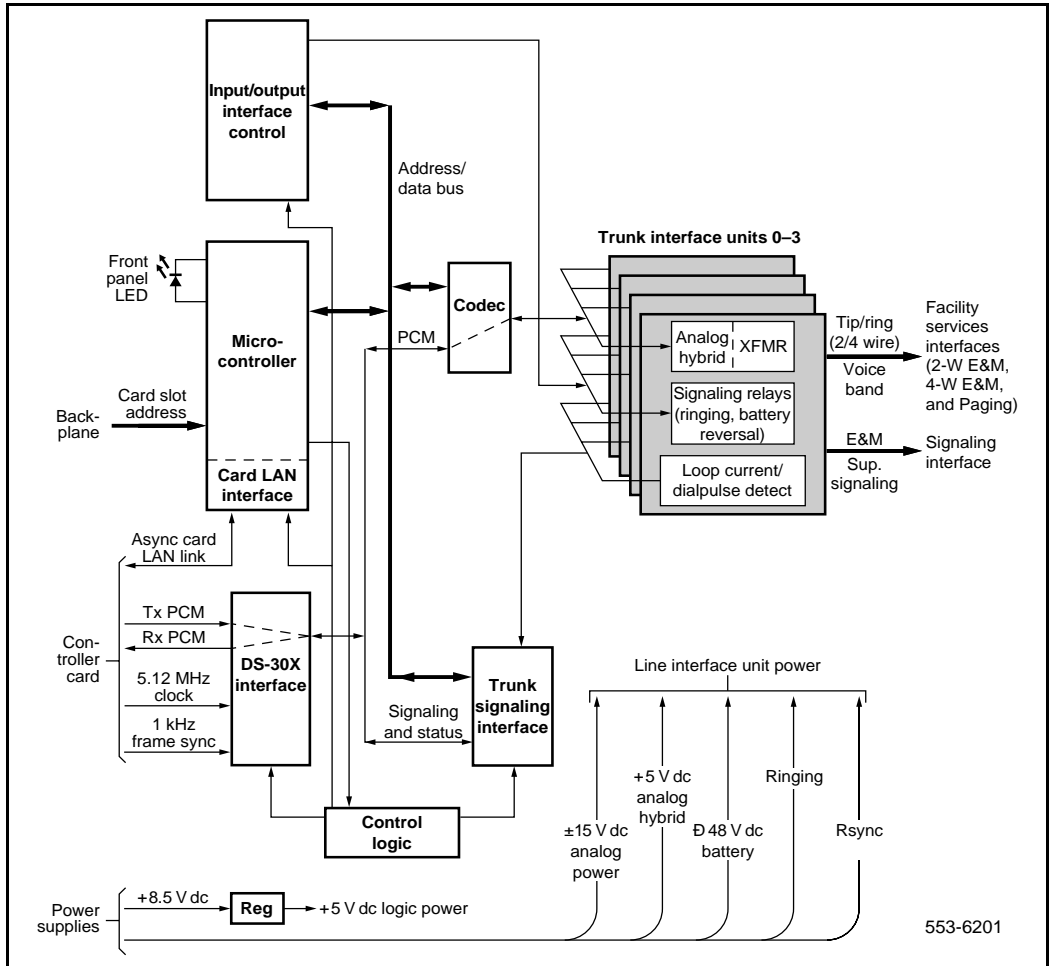 Input/output
interface
control
Address/
data bus
Trunk interface units 0–3
Front
panel
LED
Micro-
controller
Codec
PCM
Analog
hybrid
XFMR
Tip/ring
(2/4 wire)
Voice
band
Facility
services
interfaces
(2-W E&M,
4-W E&M,
and Paging)
Signaling relays
(ringing, battery
reversal)
Card slot
address
Back-
plane
E&M
Sup.
signaling
Signaling
interface
Loop current/
dialpulse detect
Card LAN
interface
Async card
LAN link
Tx PCM
Rx PCM
Con-
troller
card
5.12 MHz
clock
1 kHz
frame sync
DS-30X
interface
Signaling
and status
Trunk
signaling
interface
Line interface unit power
Control
logic
±15 V dc
analog
power
+5 V dc
analog
hybrid
Ð 48 V dc
battery
Ringing
Rsync
Power
supplies
+8.5 V dc
Reg
+5 V dc logic power
553-6201